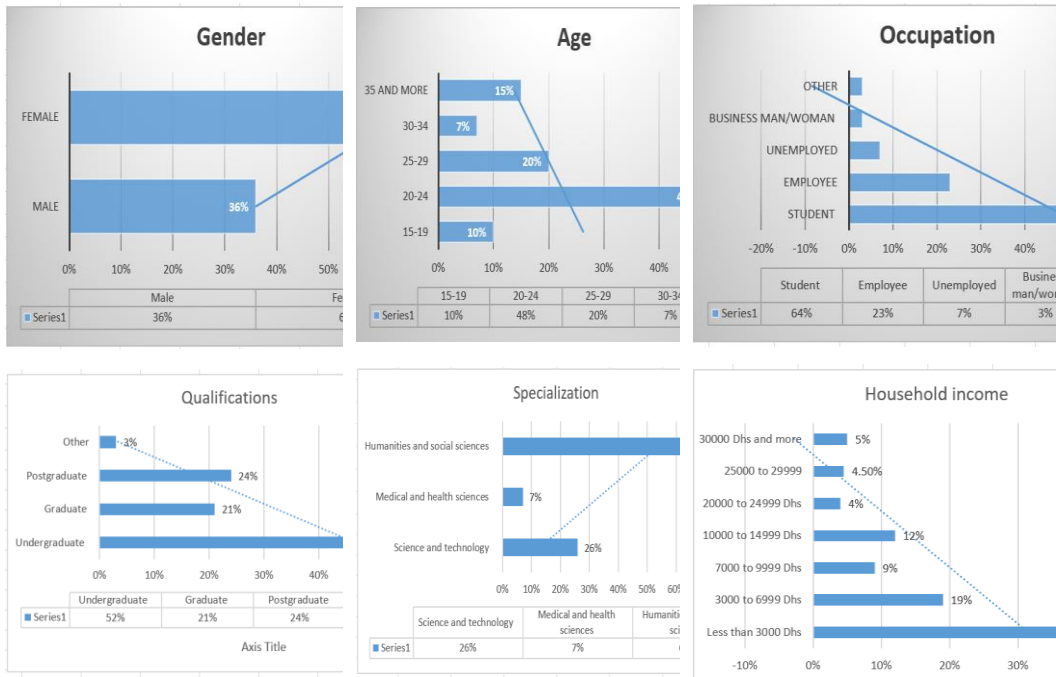 Gender
FEMALE
MALE
36%
0% 10% 20% 30% 40% 50%
Male
Series1 36%
Age
35 AND MORE 15%
30-34 7%
25-29 20%
20-24
15-19 10%
0% 10% 20% 30% 40%
15-19 20-24 25-29 30-34
Series1 10% 48% 20% 7%
Occupation
OTHER
BUSINESS MAN/WOMAN
UNEMPLOYED
EMPLOYEE
STUDENT
-20% -10% 0% 10% 20% 30% 40%
Student Employee Unemployed
Series1 64% 23% 7% 3%
Qualifications
Other 3%
Postgraduate 24%
Graduate 21%
Undergraduate
0% 10% 20% 30% 40%
Undergraduate Graduate Postgraduate
Series1 52% 21% 24%
Axis Title
Specialization
Humanities and social sciences
Medical and health sciences 7%
Science and technology 26%
0% 10% 20% 30% 40% 50% 60%
Science and technology Medical and health
sciences
Series1 26% 7%
Household income
30000 Dhs and more 5%
25000 to 29999 4.50%
20000 to 24999 Dhs 4%
10000 to 14999 Dhs 12%
7000 to 9999 Dhs 9%
3000 to 6999 Dhs 19%
Less than 3000 Dhs
-10% 0% 10% 20% 30%